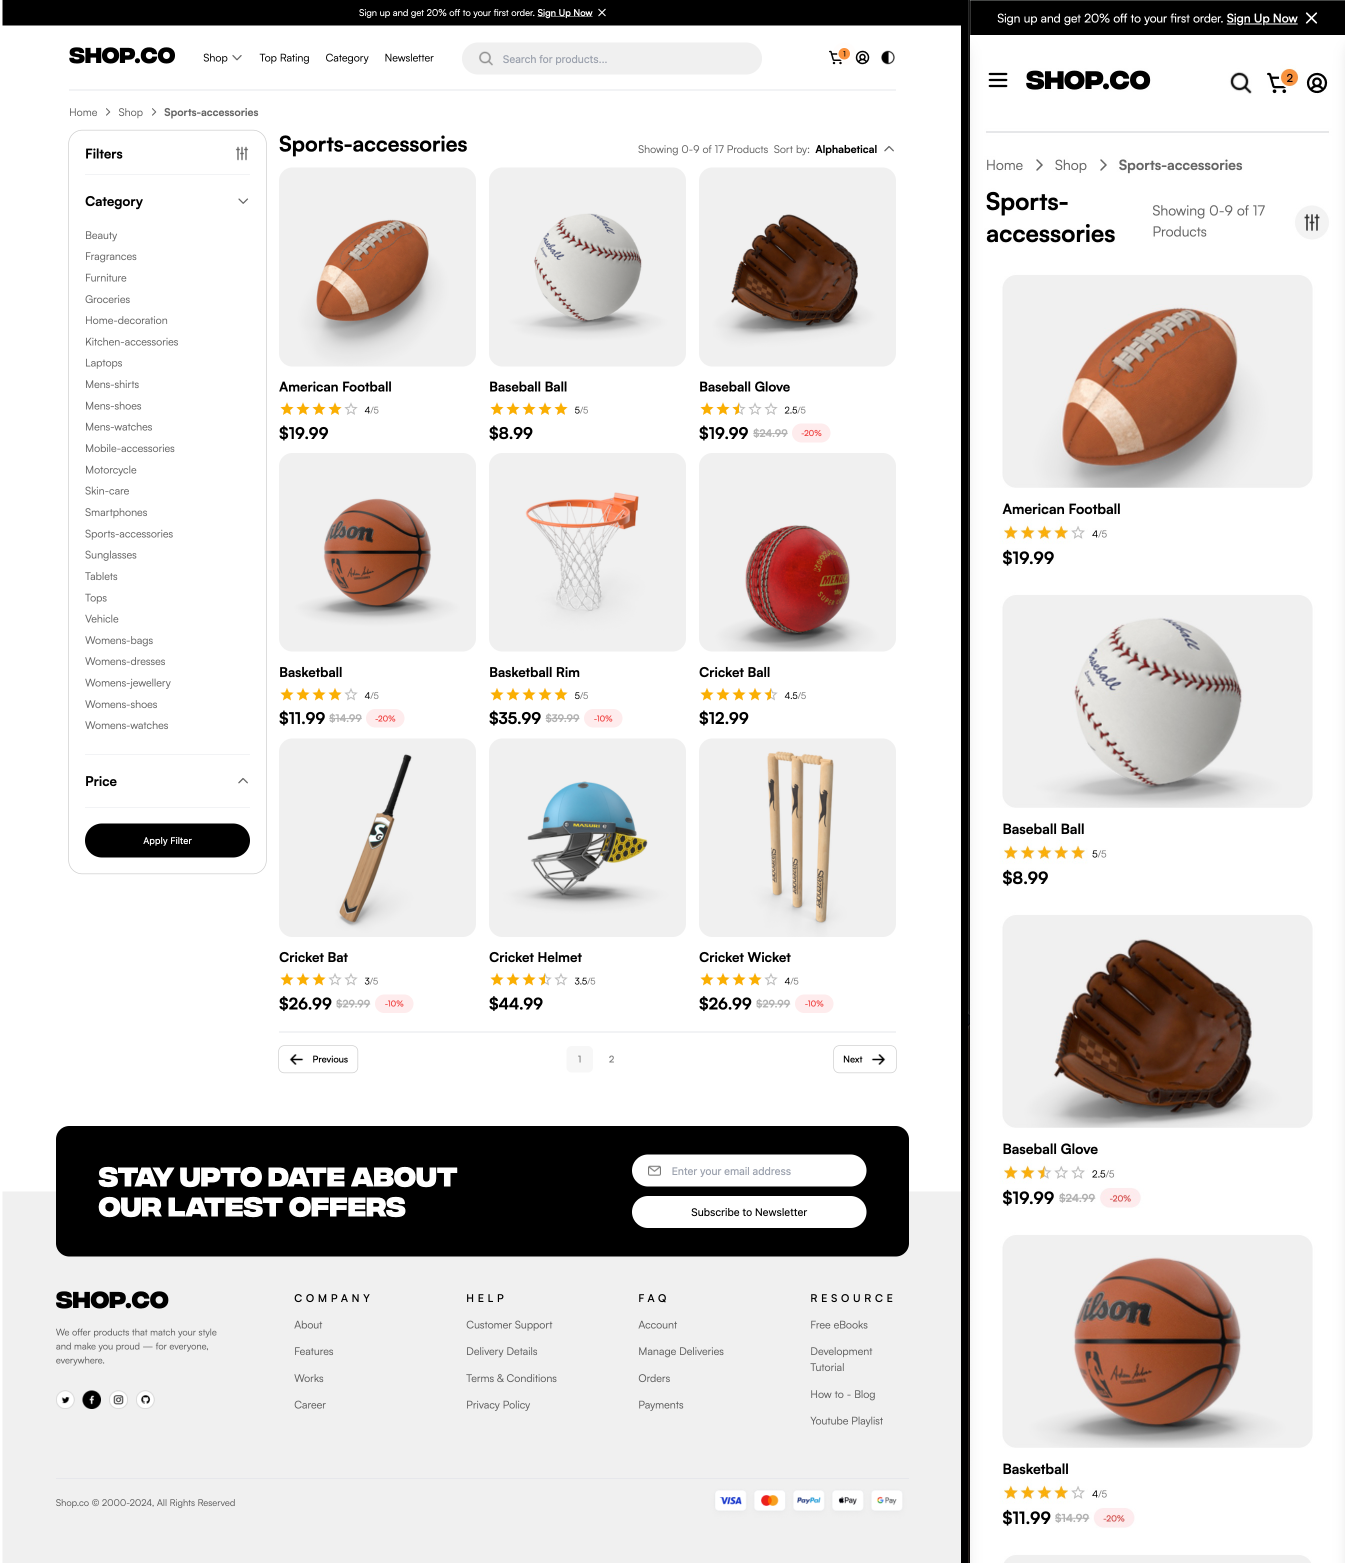 Sign up and get 20% off to your first order. Sign Up Now
SHOP.CO
Shop
Top Rating
Category
Newsletter
Search for products...
1
Home
Shop
Sports-accessories
Filters
Category
Beauty
Fragrances
Furniture
Groceries
Home-decoration
Kitchen-accessories
Laptops
Mens-shirts
Mens-shoes
Mens-watches
Mobile-accessories
Motorcycle
Skin-care
Smartphones
Sports-accessories
Sunglasses
Tablets
Tops
Vehicle
Womens-bags
Womens-dresses
Womens-jewellery
Womens-shoes
Womens-watches
Price
Apply Filter
Sports-accessories
Showing 0-9 of 17 Products Sort by: Alphabetical
Baseball
American Football
4/5
$19.99
Baseball Ball
5/5
$8.99
Baseball Glove
2.5/5
$19.99 $24.99 -20%
ilson
Basketball
4/5
$11.99 $14.99 -20%
Basketball Rim
5/5
$35.99 $39.99 -10%
Cricket Ball
4.5/5
$12.99
SG
MASURI
Cricket Bat
3/5
$26.99 $29.99 -10%
Cricket Helmet
3.5/5
$44.99
Cricket Wicket
4/5
$26.99 $29.99 -10%
Previous
1
2
Next
STAY UPTO DATE ABOUT
OUR LATEST OFFERS
Enter your email address
Subscribe to Newsletter
SHOP.CO
We offer products that match your style
and make you proud — for everyone,
everywhere.
COMPANY
About
Features
Works
Career
HELP
Customer Support
Delivery Details
Terms & Conditions
Privacy Policy
FAQ
Account
Manage Deliveries
Orders
Payments
RESOURCE
Free eBooks
Development
Tutorial
How to - Blog
Youtube Playlist
Shop.co © 2000-2024, All Rights Reserved
VISA
PayPal
Pay
G Pay
Sign up and get 20% off to your first order. Sign Up Now
SHOP.CO
2
Home
Shop
Sports-accessories
Sports-
accessories
Showing 0-9 of 17
Products
American Football
4/5
$19.99
Baseball
Baseball Ball
5/5
$8.99
Baseball Glove
2.5/5
$19.99 $24.99 -20%
ilson
Basketball
4/5
$11.99 $14.99 -20%